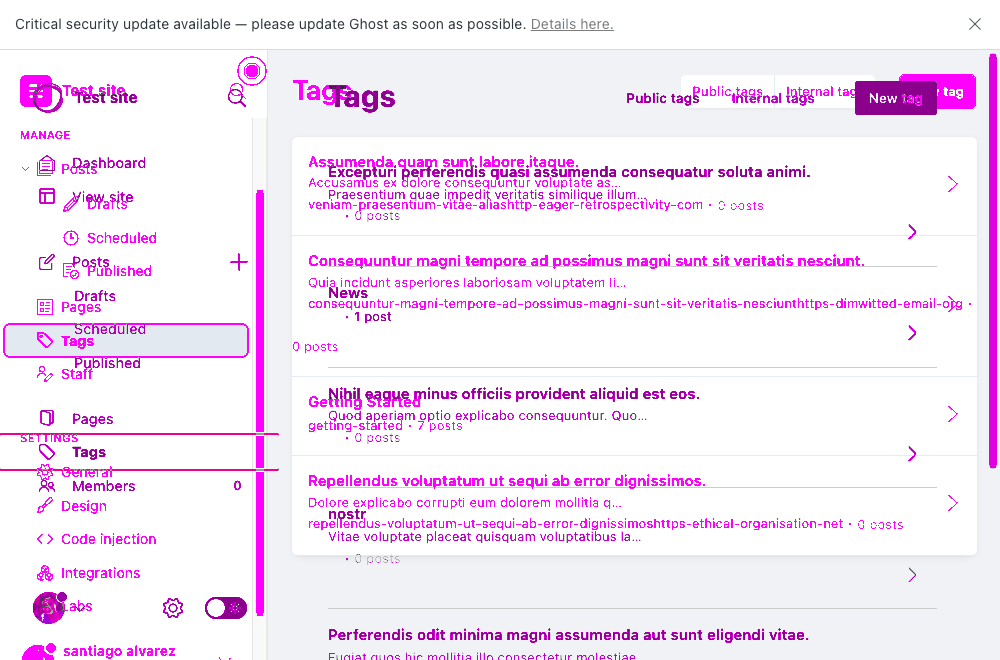 Critical security update available — please update Ghost as soon as possible. Details here.
Test site
Test site
MANAGE
Dashboard
Posts
View site
Drafts
Scheduled
Posts
Published
Drafts
Pages
Scheduled
Tags
Published
Staff
Pages
SETTINGS
Tags
General
Members 0
Design
Code injection
Integrations
Labs
santiago alvarez
Tags
Tags
Public tags Internal tags
Public tags Internal tags New tag
tag
Assumenda quam sunt labore itaque.
Excepturi perferendis quasi assumenda consequatur soluta animi.
Accusamus ex dolore consequuntur voluptate as...
Praesentium quae impedit veritatis similique illum...
veniam-praesentium-vitae-aliashttp-eager-retrospectivity-com • 0 posts
• 0 posts
Consequuntur magni tempore ad possimus magni sunt sit veritatis nesciunt.
Quia incidunt asperiores laboriosam voluptatem li...
News
consequuntur-magni-tempore-ad-possimus-magni-sunt-sit-veritatis-nesciunthttps-dimwitted-email-org •
• 1 post
0 posts
Nihil eaque minus officiis provident aliquid est eos.
Getting Started
Quod aperiam optio explicabo consequuntur. Quo...
getting-started • 7 posts
• 0 posts
Repellendus voluptatum ut sequi ab error dignissimos.
Dolore explicabo corrupti eum dolorem mollitia q...
nostr
repellendus-voluptatum-ut-sequi-ab-error-dignissimoshttps-ethical-organisation-net • 0 posts
Vitae voluptate placeat quisquam voluptatibus la...
• 0 posts
Perferendis odit minima magni assumenda aut sunt eligendi vitae.
Fugiat quos hic mollitia illo consectetur molestiae